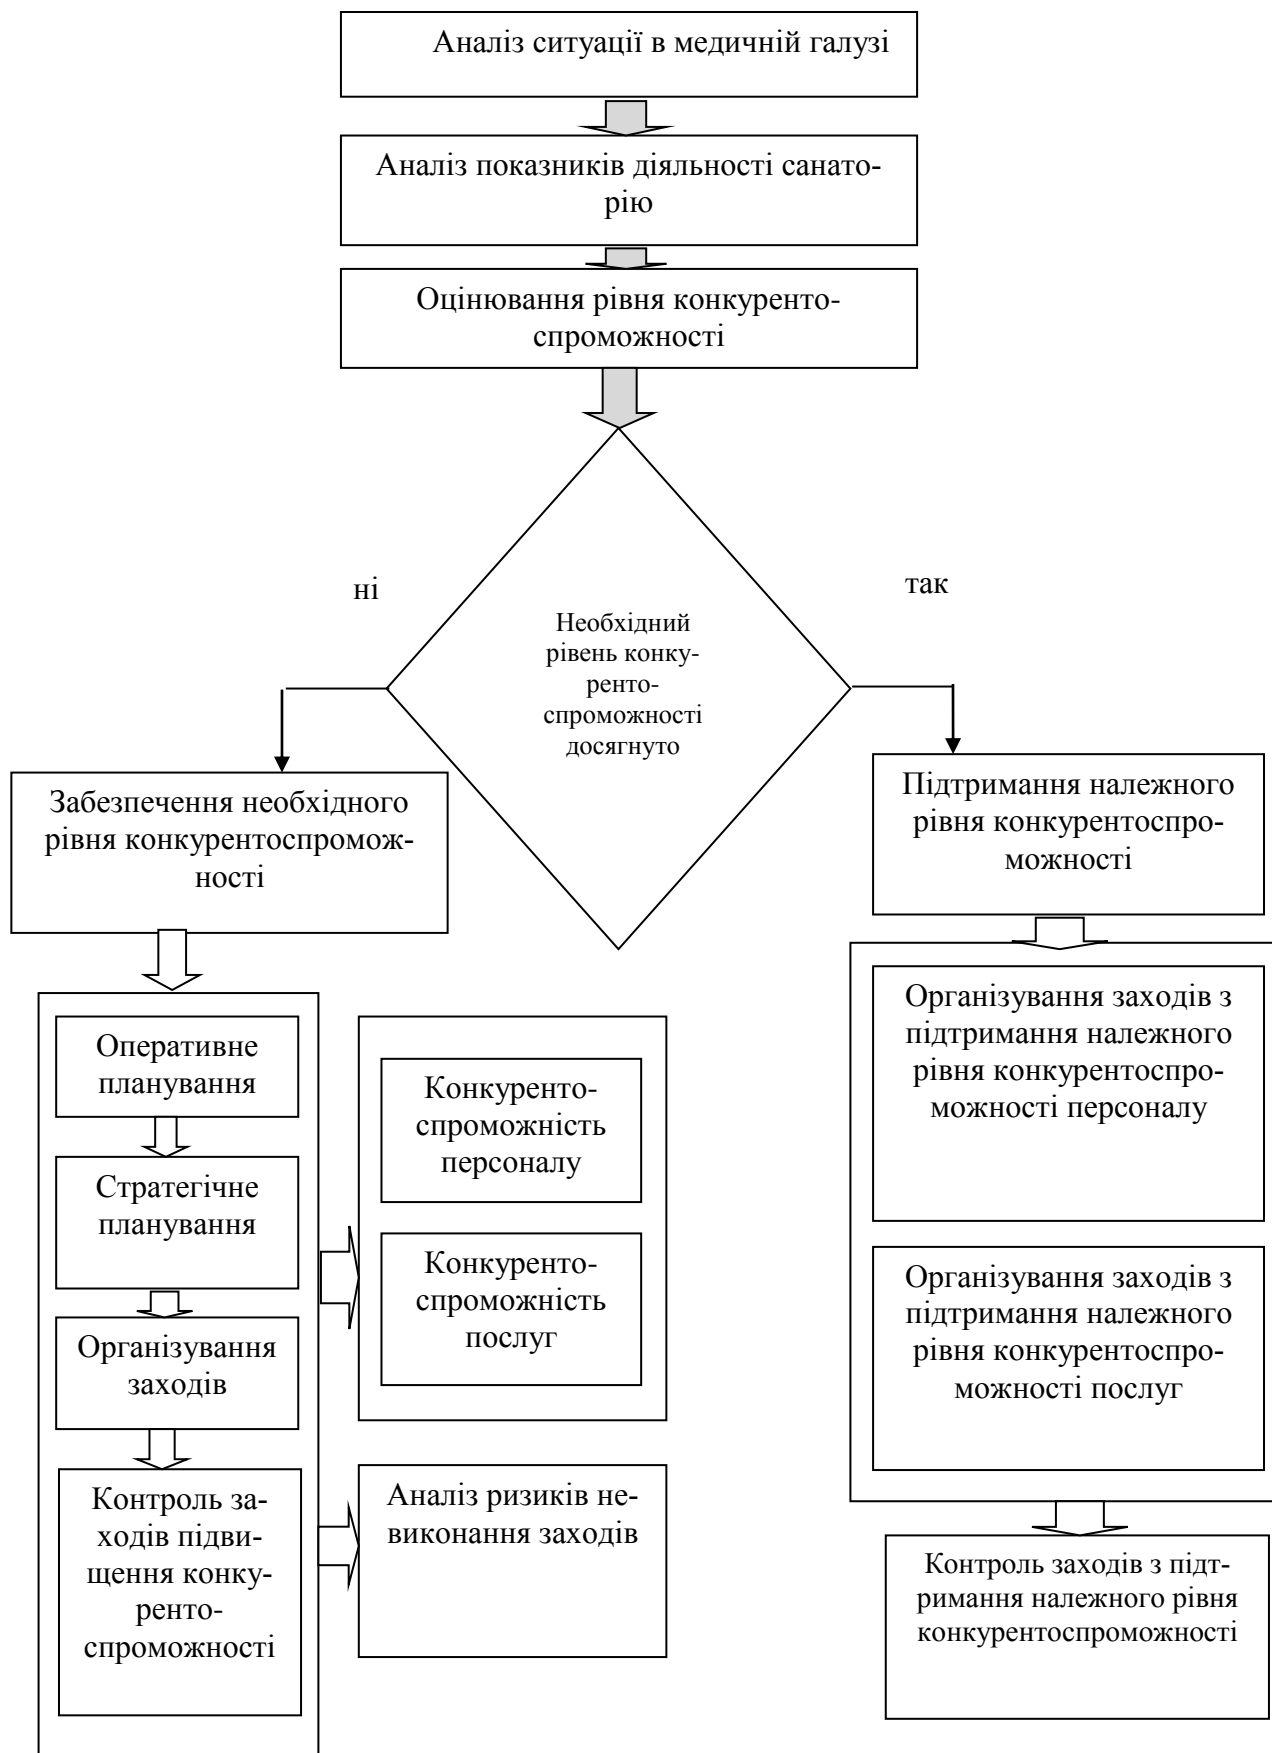 Аналіз ситуації в медичній галузі
Аналіз показників діяльності санато-
рію
Оцінювання рівня конкуренто-
спроможності
ні
так
Необхідний
рівень конку-
ренто-
спроможності
досягнуто
Забезпечення необхідного
рівня конкурентоспромож-
ності
Підтримання належного
рівня конкурентоспро-
можності
Оперативне
планування
Стратегічне
планування
Організування
заходів
Контроль за-
ходів підви-
щення конку-
ренто-
спроможності
Конкуренто-
спроможність
персоналу
Конкуренто-
спроможність
послуг
Аналіз ризиків не-
виконання заходів
Організування заходів з
підтримання належного
рівня конкурентоспро-
можності персоналу
Організування заходів з
підтримання належного
рівня конкурентоспро-
можності послуг
Контроль заходів з підт-
римання належного рівня
конкурентоспроможності